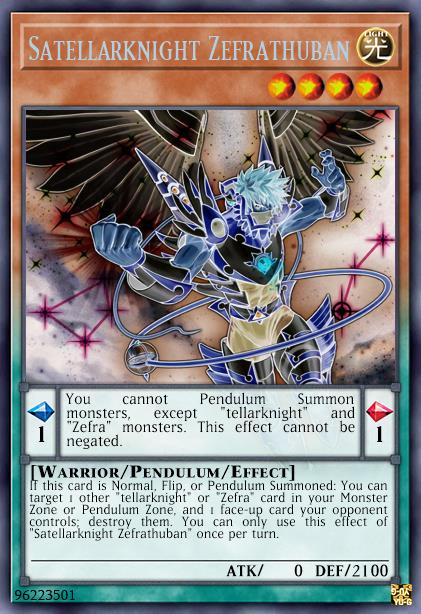 Satellarknight Zefrathuban
LIGHT
光
You cannot Pendulum Summon
monsters, except "tellarknight" and
"Zefra" monsters. This effect cannot be
negated.
1
1
[Warrior/Pendulum/Effect]
If this card is Normal, Flip, or Pendulum Summoned: You can
target 1 other "tellarknight" or "Zefra" card in your Monster
Zone or Pendulum Zone, and 1 face-up card your opponent
controls; destroy them. You can only use this effect of
"Satellarknight Zefrathuban" once per turn.
ATK/ 0 DEF/2100
96223501